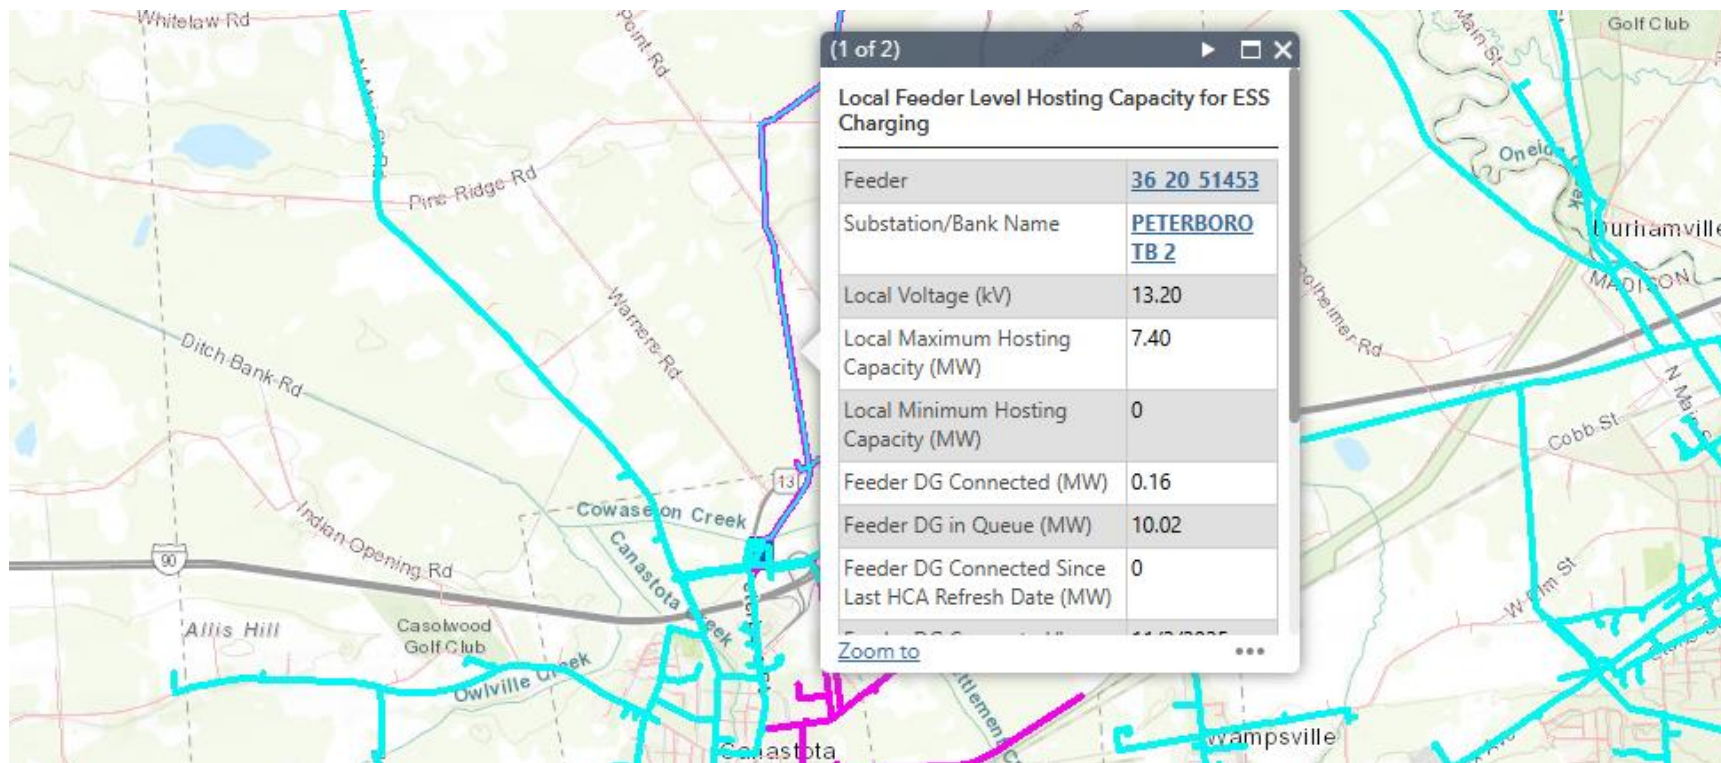 Whitelaw Rd
Point Rd
Main St
Golf Club
(1 of 2)
Local Feeder Level Hosting Capacity for ESS
Charging
Feeder 36 20 51453
Substation/Bank Name PETERBORO
TB 2
Local Voltage (kV) 13.20
Local Maximum Hosting 7.40
Capacity (MW)
Local Minimum Hosting 0
Capacity (MW)
Feeder DG Connected (MW) 0.16
Feeder DG in Queue (MW) 10.02
Feeder DG Connected Since 0
Last HCA Refresh Date (MW)
Zoom to
Pine Ridge Rd
Oneida
Creek
Durhamville
MADISON
Warners Rd
Ditch Bank Rd
N Main
Cobb St
13
Cowaselon Creek
Indian Opening Rd
Canastota Creek
90
W Elm St
Allis Hill
Casolwood
Golf Club
Owlville Creek
Canastota
Wampsville